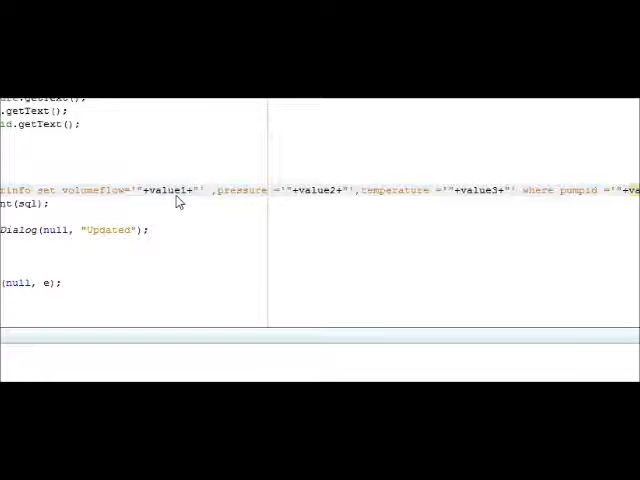 .getText();
.getText();
id.getText();
rinfo set volumeflow='"+value1+"' ,pressure ='"+value2+"',temperature ='"+value3+"' where pumpid ='"+va
nt(sql);
Dialog(null, "Updated");
(null, e);